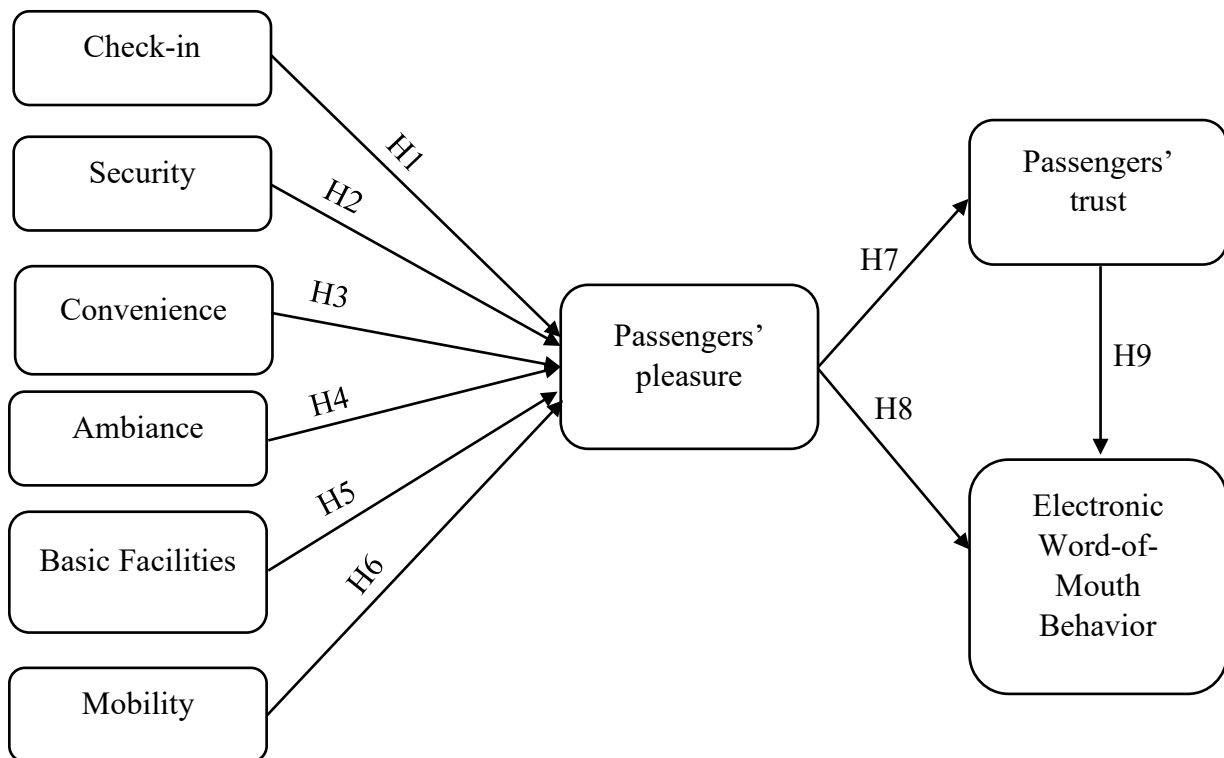 Check-in
Security
Convenience
Ambiance
Basic Facilities
Mobility
H1
H2
H3
H4
H5
H6
Passengers’
pleasure
H7
H8
Passengers’
trust
H9
Electronic
Word-of-
Mouth
Behavior